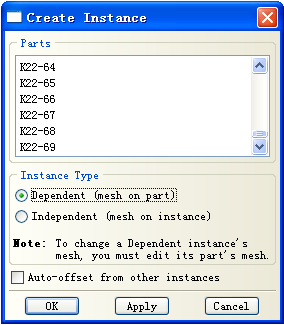 Create Instance
Parts
K22-64
K22-65
K22-66
K22-67
K22-68
K22-69
Instance Type
Dependent (mesh on part)
Independent (mesh on instance)
Note: To change a Dependent instance's
mesh, you must edit its part's mesh.
Auto-offset from other instances
OK Apply Cancel